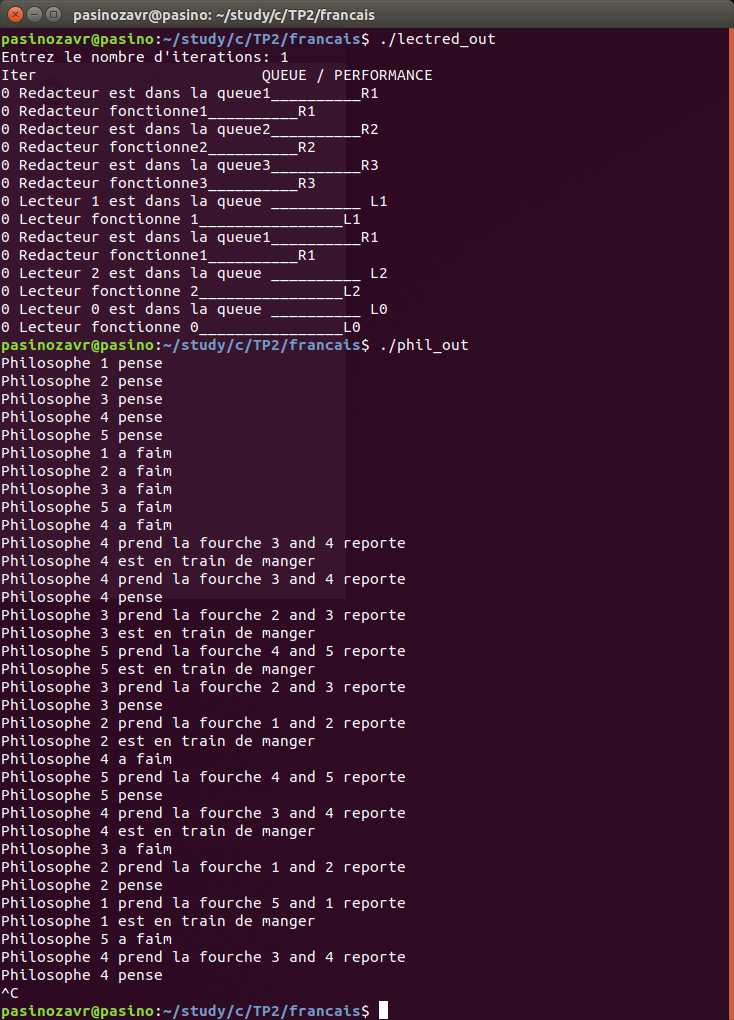 pasinozavr@pasino: ~/study/c/TP2/francais
pasinozavr@pasino:~/study/c/TP2/francais$ ./lectred_out
Entrez le nombre d'iterations: 1
Iter                         QUEUE / PERFORMANCE
0 Redacteur est dans la queue1__________R1
0 Redacteur fonctionne1__________R1
0 Redacteur est dans la queue2__________R2
0 Redacteur fonctionne2__________R2
0 Redacteur est dans la queue3__________R3
0 Redacteur fonctionne3__________R3
0 Lecteur 1 est dans la queue __________ L1
0 Lecteur fonctionne 1________________L1
0 Redacteur est dans la queue1__________R1
0 Redacteur fonctionne1__________R1
0 Lecteur 2 est dans la queue __________ L2
0 Lecteur fonctionne 2________________L2
0 Lecteur 0 est dans la queue __________ L0
0 Lecteur fonctionne 0________________L0
pasinozavr@pasino:~/study/c/TP2/francais$ ./phil_out
Philosophe 1 pense
Philosophe 2 pense
Philosophe 3 pense
Philosophe 4 pense
Philosophe 5 pense
Philosophe 1 a faim
Philosophe 2 a faim
Philosophe 3 a faim
Philosophe 5 a faim
Philosophe 4 a faim
Philosophe 4 prend la fourche 3 and 4 reporte
Philosophe 4 est en train de manger
Philosophe 4 prend la fourche 3 and 4 reporte
Philosophe 4 pense
Philosophe 3 prend la fourche 2 and 3 reporte
Philosophe 3 est en train de manger
Philosophe 5 prend la fourche 4 and 5 reporte
Philosophe 5 est en train de manger
Philosophe 3 prend la fourche 2 and 3 reporte
Philosophe 3 pense
Philosophe 2 prend la fourche 1 and 2 reporte
Philosophe 2 est en train de manger
Philosophe 4 a faim
Philosophe 5 prend la fourche 4 and 5 reporte
Philosophe 5 pense
Philosophe 4 prend la fourche 3 and 4 reporte
Philosophe 4 est en train de manger
Philosophe 3 a faim
Philosophe 2 prend la fourche 1 and 2 reporte
Philosophe 2 pense
Philosophe 1 prend la fourche 5 and 1 reporte
Philosophe 1 est en train de manger
Philosophe 5 a faim
Philosophe 4 prend la fourche 3 and 4 reporte
Philosophe 4 pense
^C
pasinozavr@pasino:~/study/c/TP2/francais$